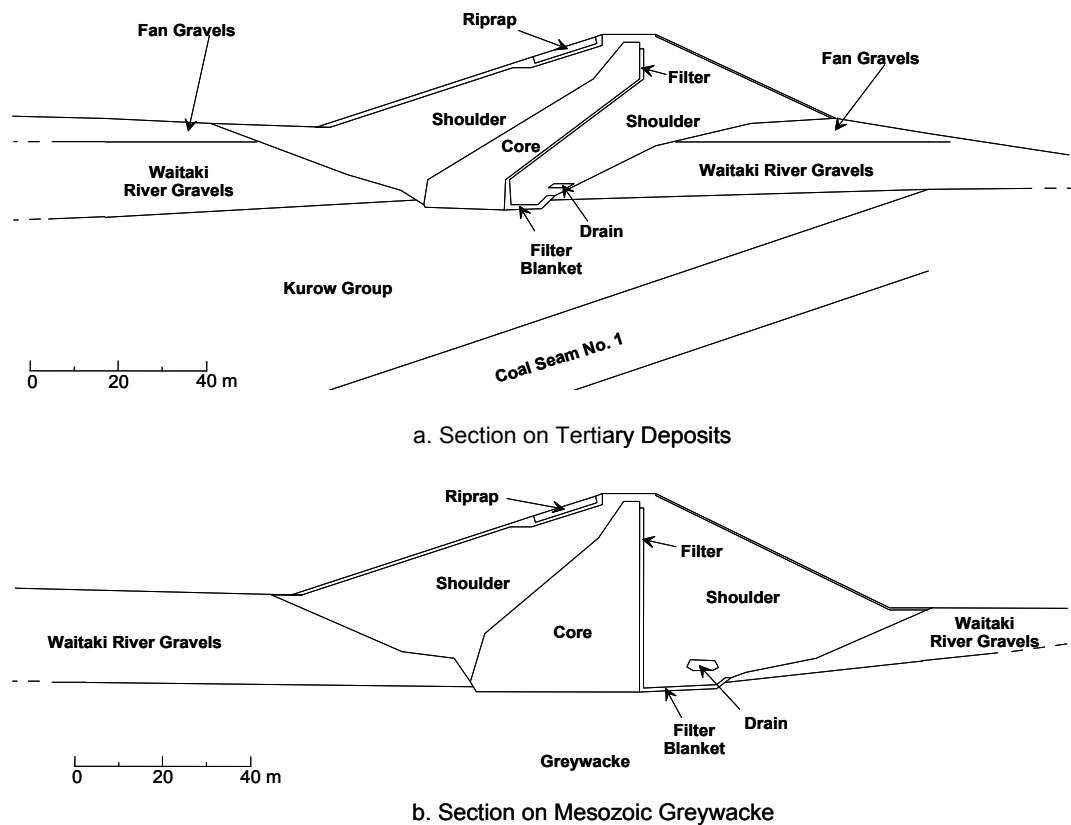 Riprap
Fan Gravels
Fan Gravels
Filter
Shoulder
Shoulder
Core
Waitaki
River Gravels
Waitaki River Gravels
Drain
Filter
Blanket
Kurow Group
Coal Seam No. 1
0 20 40 m
a. Section on Tertiary Deposits
Riprap
Filter
Shoulder
Shoulder
Core
Waitaki River Gravels
Waitaki
River Gravels
Drain
Filter
Blanket
Greywacke
0 20 40 m
b. Section on Mesozoic Greywacke